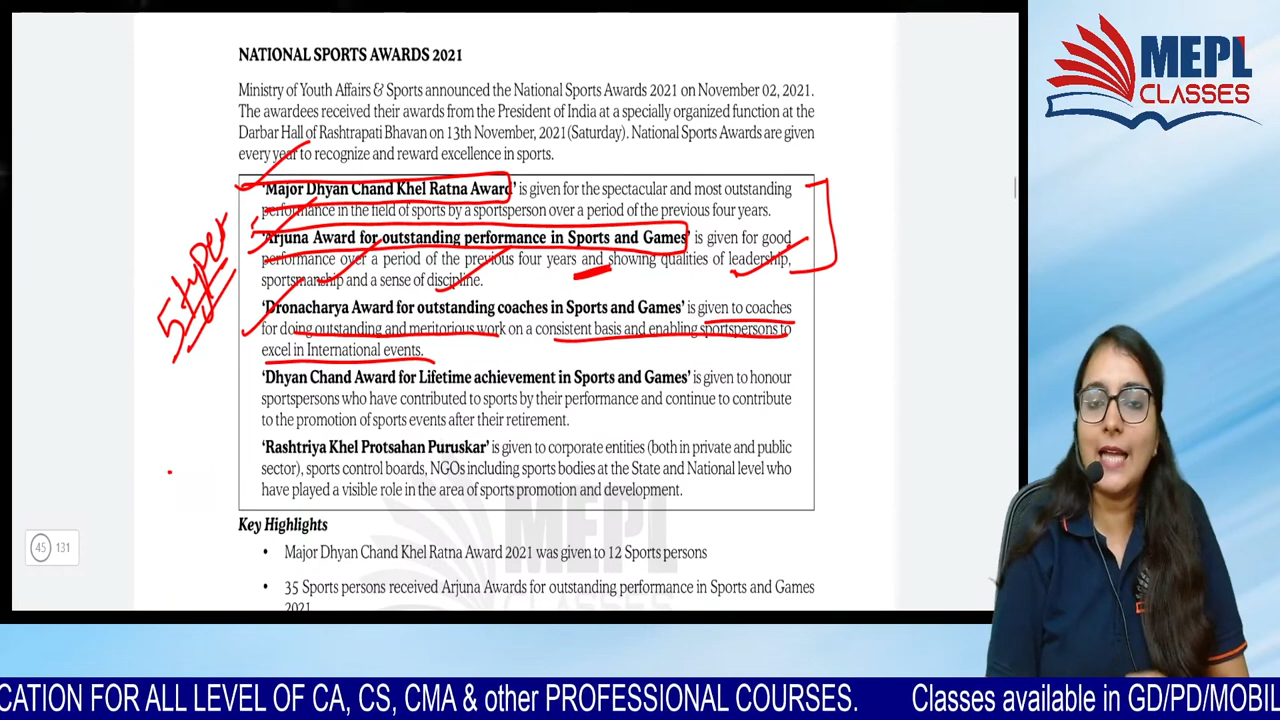 NATIONAL SPORTS AWARDS 2021
Ministry of Youth Affairs & Sports announced the National Sports Awards 2021 on November 02, 2021.
The awardees received their awards from the President of India at a specially organized function at the
Darbar Hall of Rashtrapati Bhavan on 13th November, 2021(Saturday). National Sports Awards are given
every year to recognize and reward excellence in sports.
'Major Dhyan Chand Khel Ratna Award' is given for the spectacular and most outstanding
performance in the field of sports by a sportsperson over a period of the previous four years.
'Arjuna Award for outstanding performance in Sports and Games' is given for good
performance over a period of the previous four years and showing qualities of leadership,
sportsmanship and a sense of discipline.
'Dronacharya Award for outstanding coaches in Sports and Games' is given to coaches
for doing outstanding and meritorious work on a consistent basis and enabling sportspersons to
excel in International events.
'Dhyan Chand Award for Lifetime achievement in Sports and Games' is given to honour
sportspersons who have contributed to sports by their performance and continue to contribute
to the promotion of sports events after their retirement.
'Rashtriya Khel Protsahan Puruskar' is given to corporate entities (both in private and public
sector), sports control boards, NGOs including sports bodies at the State and National level who
have played a visible role in the area of sports promotion and development.
Key Highlights
• Major Dhyan Chand Khel Ratna Award 2021 was given to 12 Sports persons
• 35 Sports persons received Arjuna Awards for outstanding performance in Sports and Games
2021
5 types
45 131
MEPL
CLASSES
MEPL
CLASSES
CATION FOR ALL LEVEL OF CA, CS, CMA & other PROFESSIONAL COURSES. Classes available in GD/PD/MOBIL